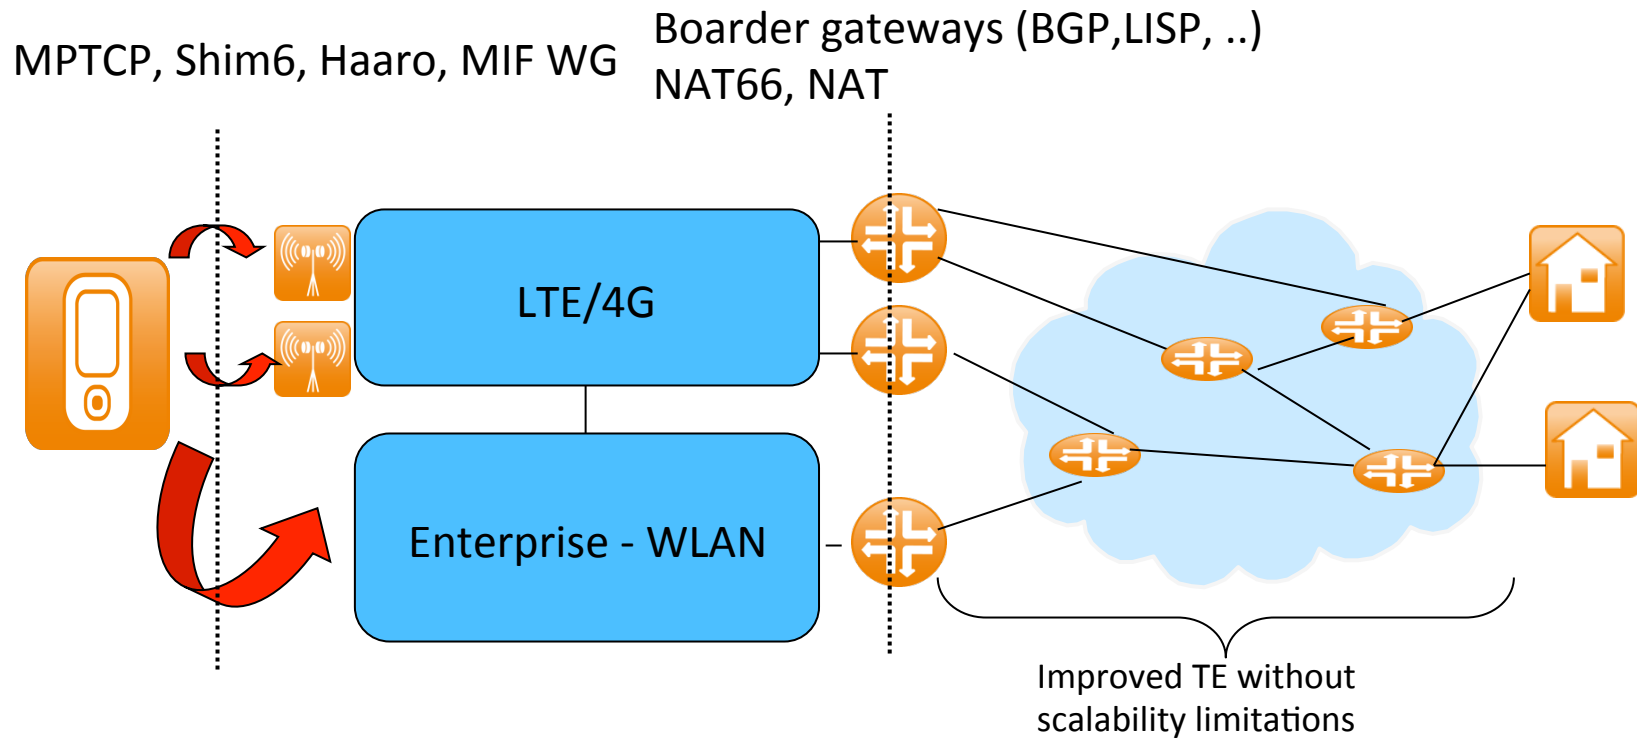 MPTCP, Shim6, Haaro, MIF WG
Boarder gateways (BGP,LISP, ..)
NAT66, NAT
LTE/4G
Enterprise - WLAN
Improved TE without
scalability limitations